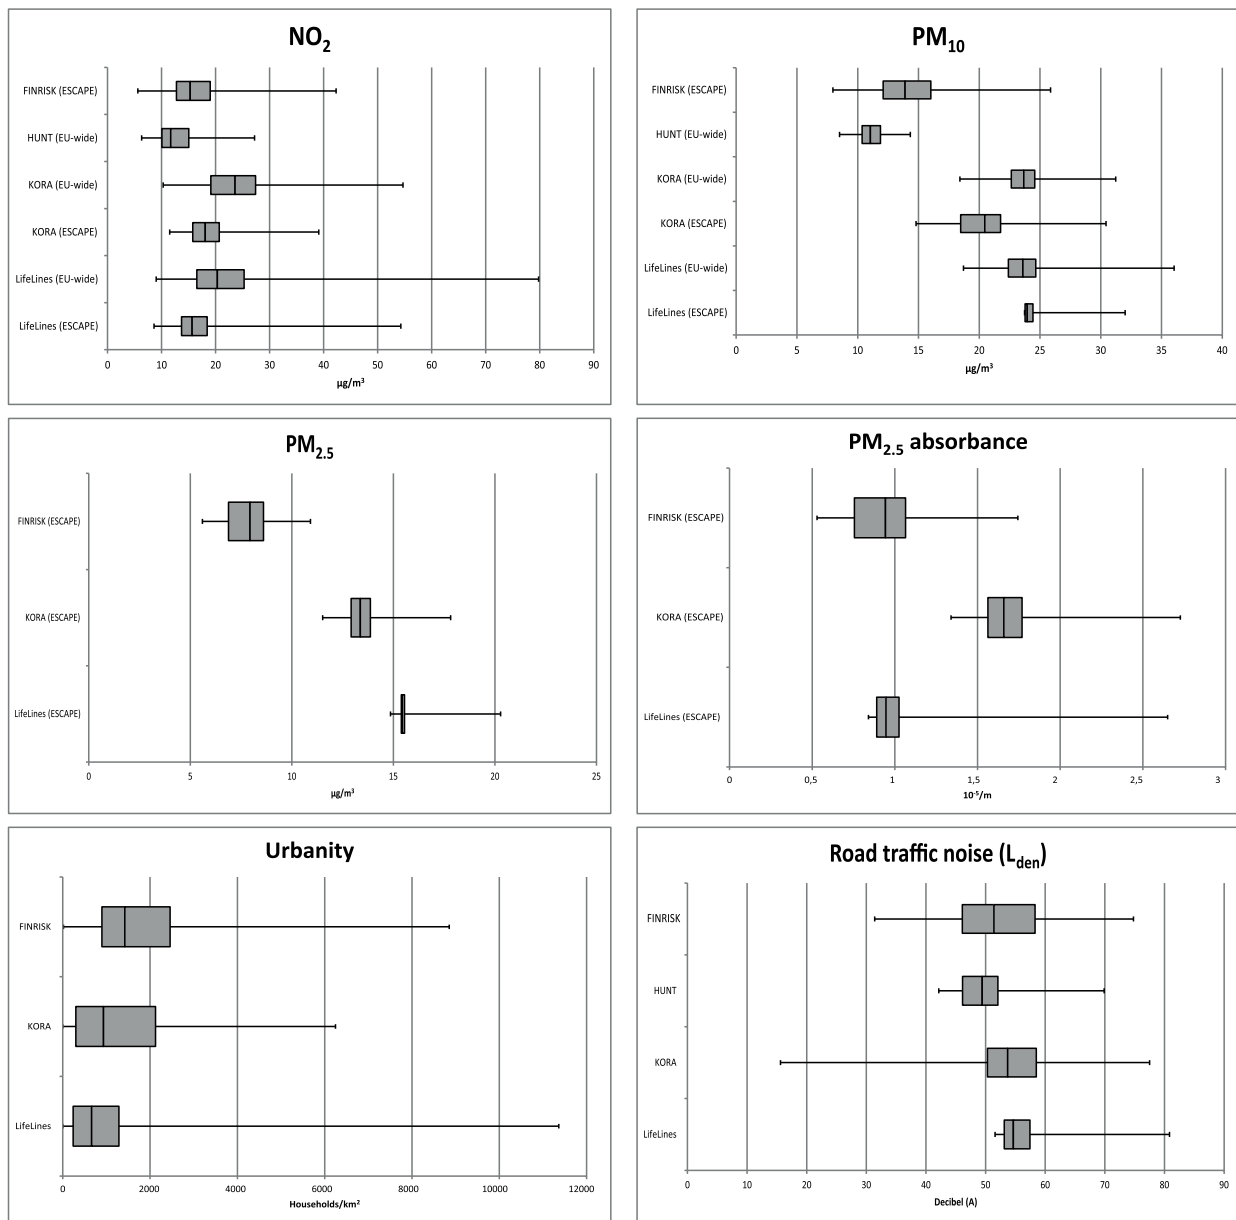 NO2
FINRISK (ESCAPE)
HUNT (EU-wide)
KORA (EU-wide)
KORA (ESCAPE)
LifeLines (EU-wide)
LifeLines (ESCAPE)
0 10 20 30 40 50 60 70 80 90
µg/m³
PM10
FINRISK (ESCAPE)
HUNT (EU-wide)
KORA (EU-wide)
KORA (ESCAPE)
LifeLines (EU-wide)
LifeLines (ESCAPE)
0 5 10 15 20 25 30 35 40
µg/m³
PM2.5
FINRISK (ESCAPE)
KORA (ESCAPE)
LifeLines (ESCAPE)
0 5 10 15 20 25
µg/m³
PM2.5 absorbance
FINRISK (ESCAPE)
KORA (ESCAPE)
LifeLines (ESCAPE)
0 0,5 1 1,5 2 2,5 3
10⁻⁵/m
Urbanity
FINRISK
KORA
LifeLines
0 2000 4000 6000 8000 10000 12000
Households/km²
Road traffic noise (Lden)
FINRISK
HUNT
KORA
LifeLines
0 10 20 30 40 50 60 70 80 90
Decibel (A)